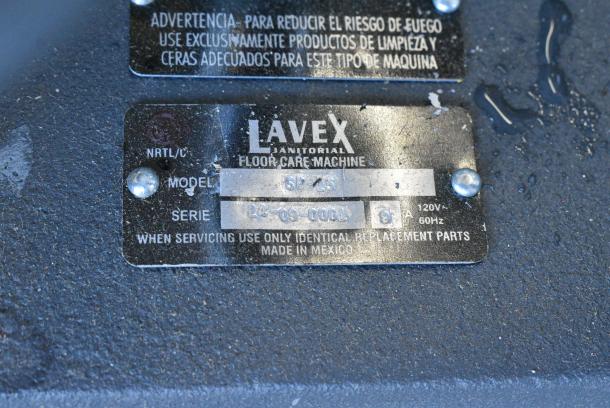 ADVERTENCIA- PARA REDUCIR EL RIESGO DE FUEGO
USE EXCLUSIVAMENTE PRODUCTOS DE LIMPIEZA Y
CERAS ADECUADOS PARA ESTE TIPO DE MAQUINA
LAVEX
JANITORIAL
NRTL/C
FLOOR CARE MACHINE
MODEL
SERIE A 120V~
60Hz
WHEN SERVICING USE ONLY IDENTICAL REPLACEMENT PARTS
MADE IN MEXICO